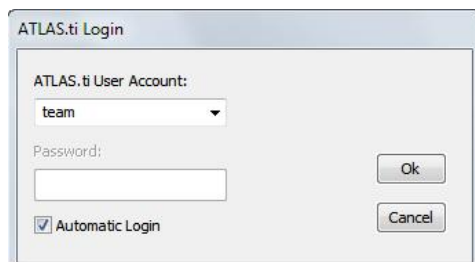 ATLAS.ti Login
ATLAS.ti User Account:
team
Password:
Ok
Automatic Login
Cancel